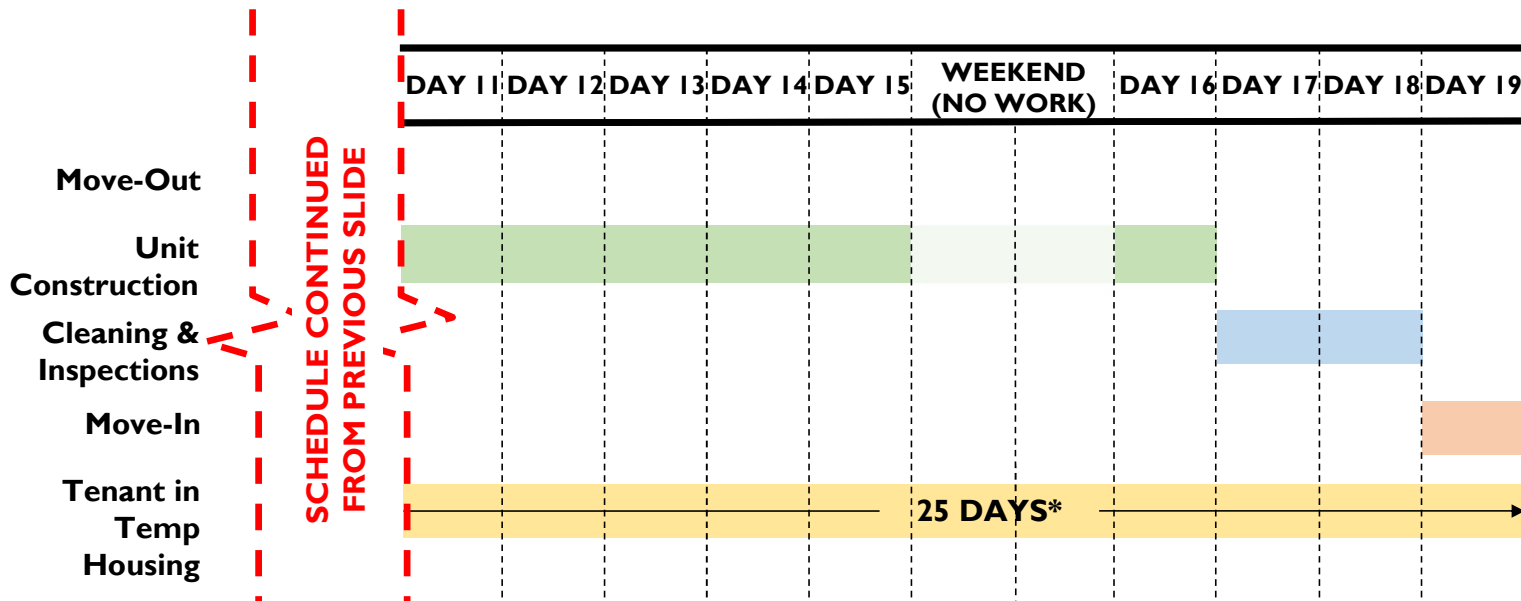 DAY 11 DAY 12 DAY 13 DAY 14 DAY 15 WEEKEND DAY 16 DAY 17 DAY 18 DAY 19
(NO WORK)
SCHEDULE CONTINUED
FROM PREVIOUS SLIDE
Move-Out
Unit
Construction
Cleaning &
Inspections
Move-In
Tenant in
Temp
Housing
25 DAYS*